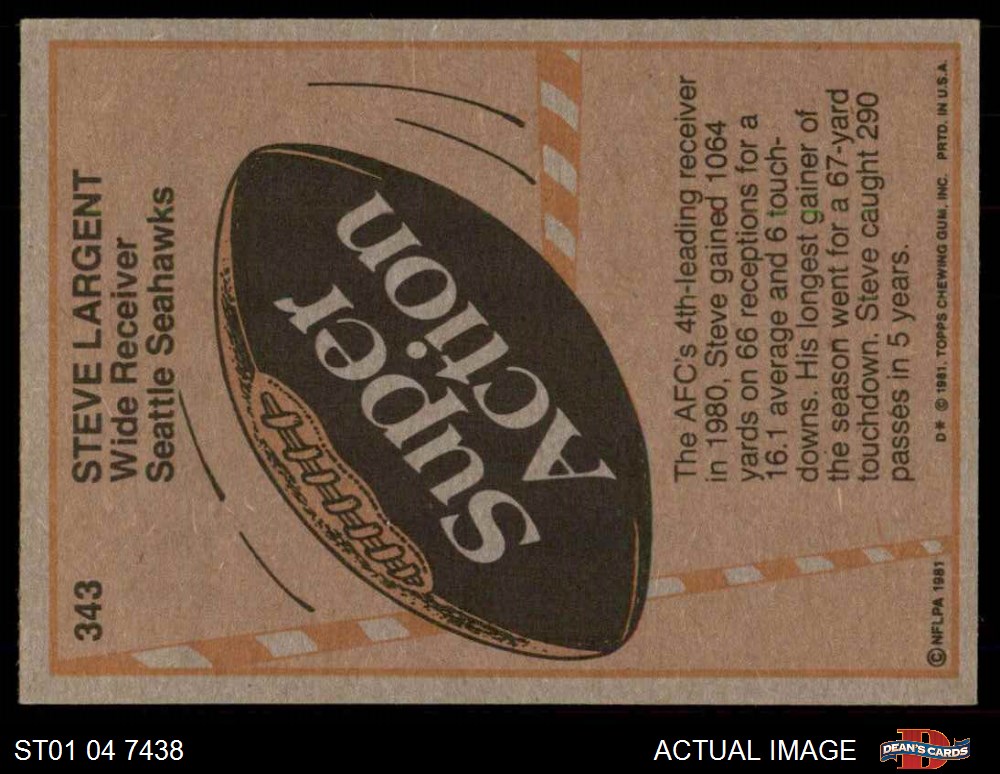 343
STEVE LARGENT
Wide Receiver
Seattle Seahawks
Super
Action
The AFC's 4th-leading receiver
in 1980, Steve gained 1064
yards on 66 receptions for a
16.1 average and 6 touch-
downs. His longest gainer of
the season went for a 67-yard
touchdown. Steve caught 290
passes in 5 years.
© NFLPA 1981
D* © 1981, TOPPS CHEWING GUM, INC. PRTD. IN U.S.A.
ST01 04 7438
ACTUAL IMAGE
D
DEAN'S CARDS